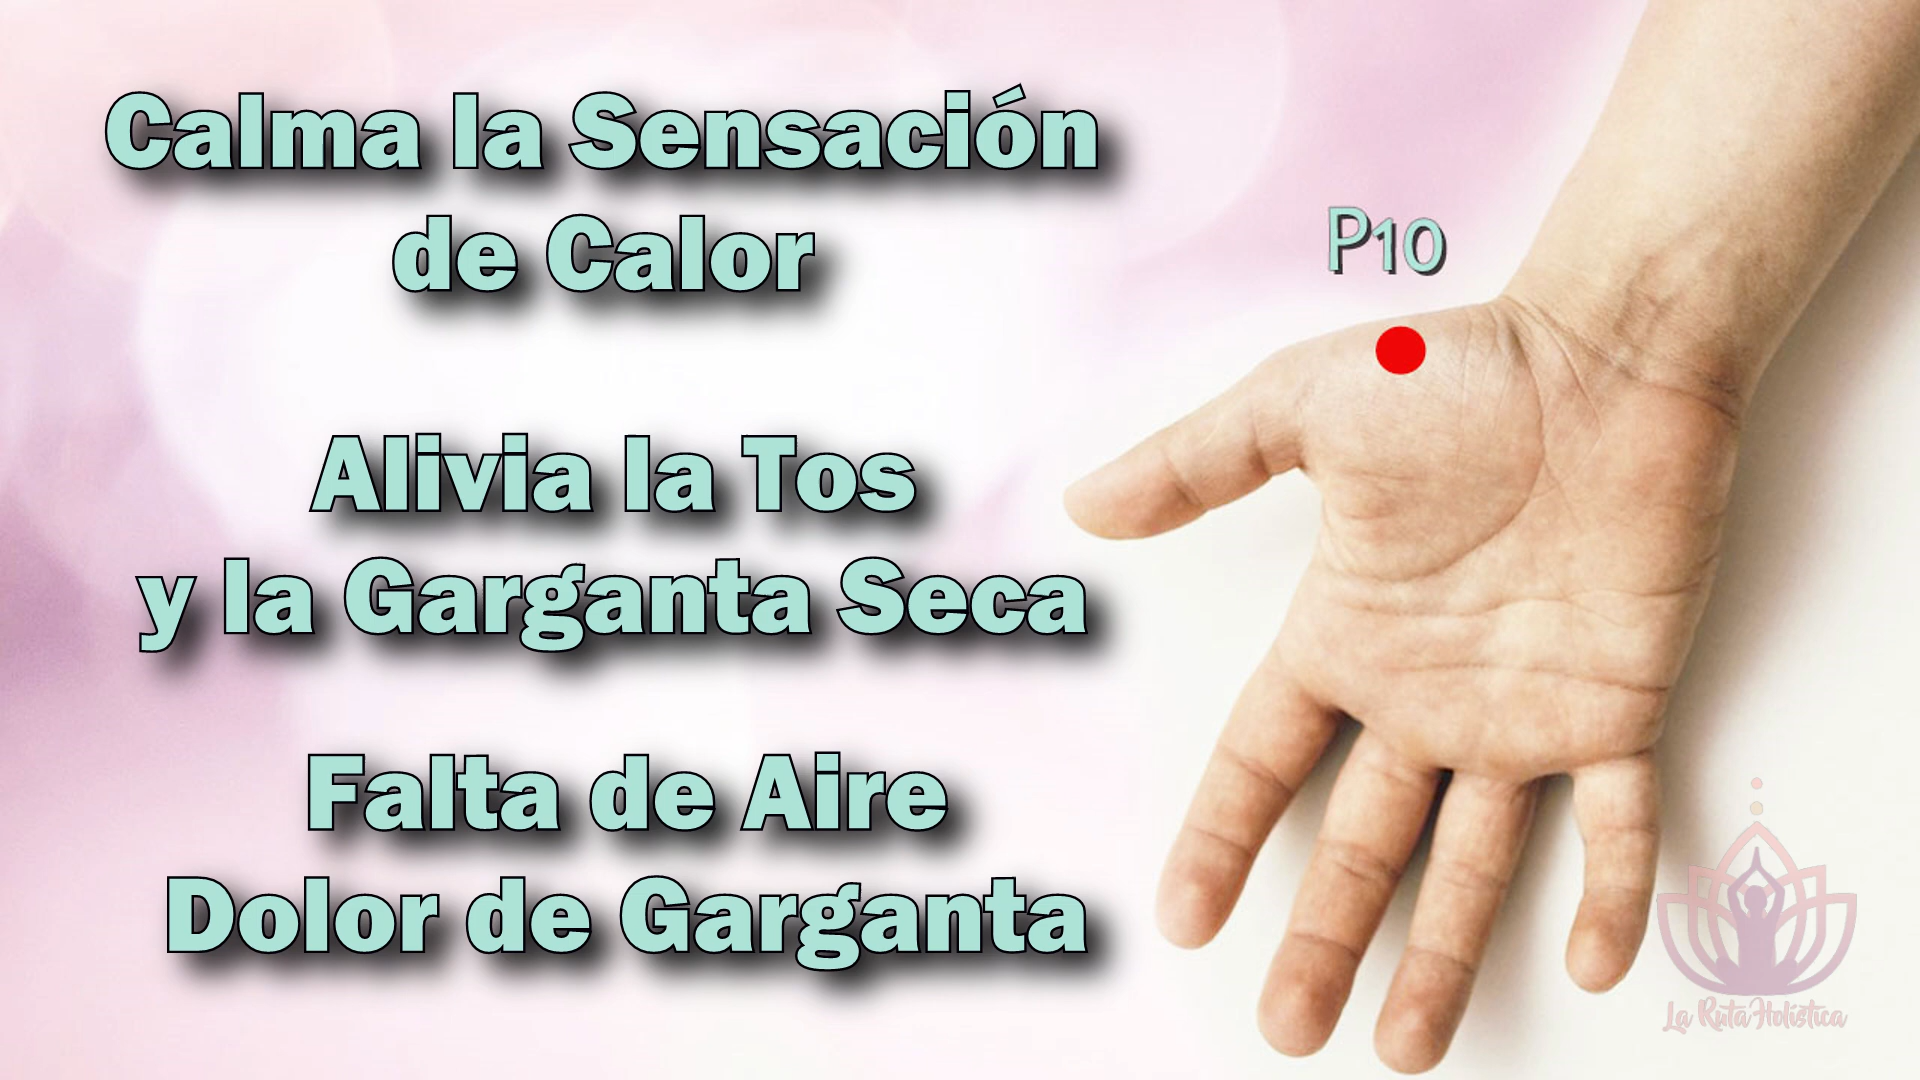 Calma la Sensación
de Calor
P10
Alivia la Tos
y la Garganta Seca
Falta de Aire
Dolor de Garganta
La Ruta Holística